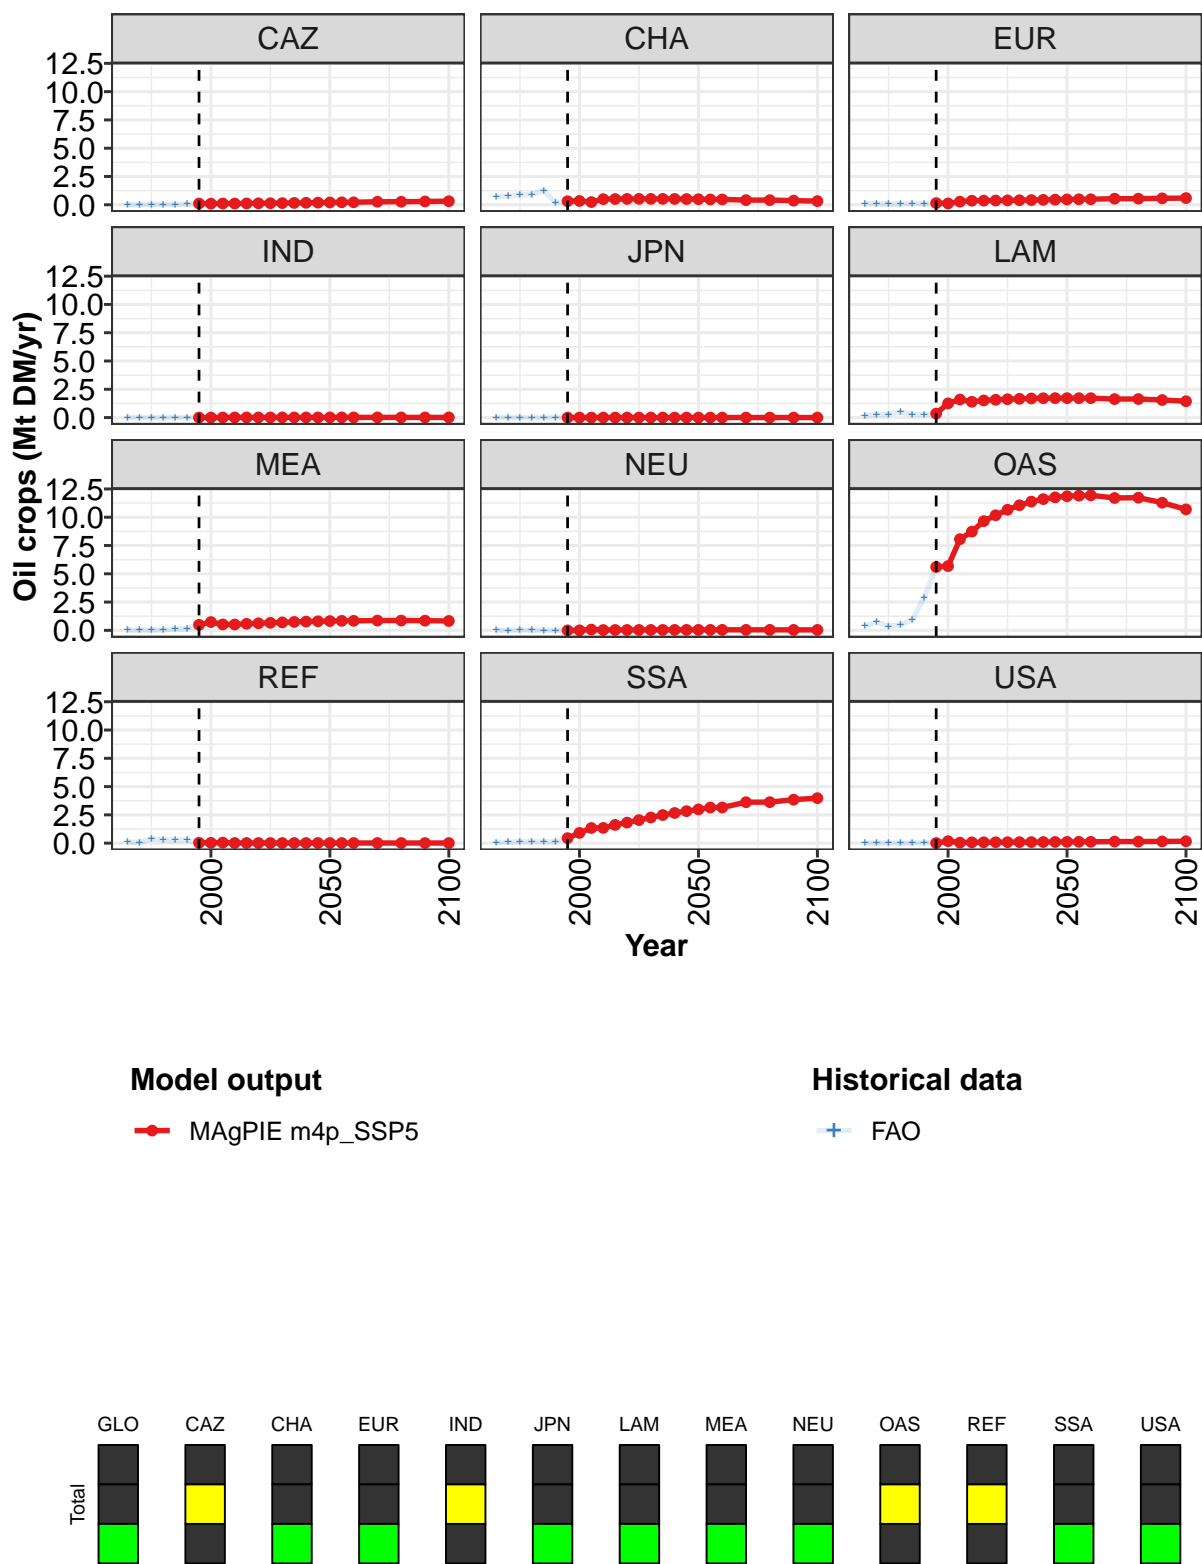 CAZ CHA EUR
12.5
10.0
7.5
5.0
2.5
0.0
IND JPN LAM
12.5
10.0
7.5
5.0
2.5
0.0
Oil crops (Mt DM/yr)
MEA NEU OAS
12.5
10.0
7.5
5.0
2.5
0.0
REF SSA USA
12.5
10.0
7.5
5.0
2.5
0.0
2000 2050 2100 2000 2050 2100 2000 2050 2100
Year
Model output Historical data
MAgPIE m4p_SSP5 FAO
GLO CAZ CHA EUR IND JPN LAM MEA NEU OAS REF SSA USA
Total